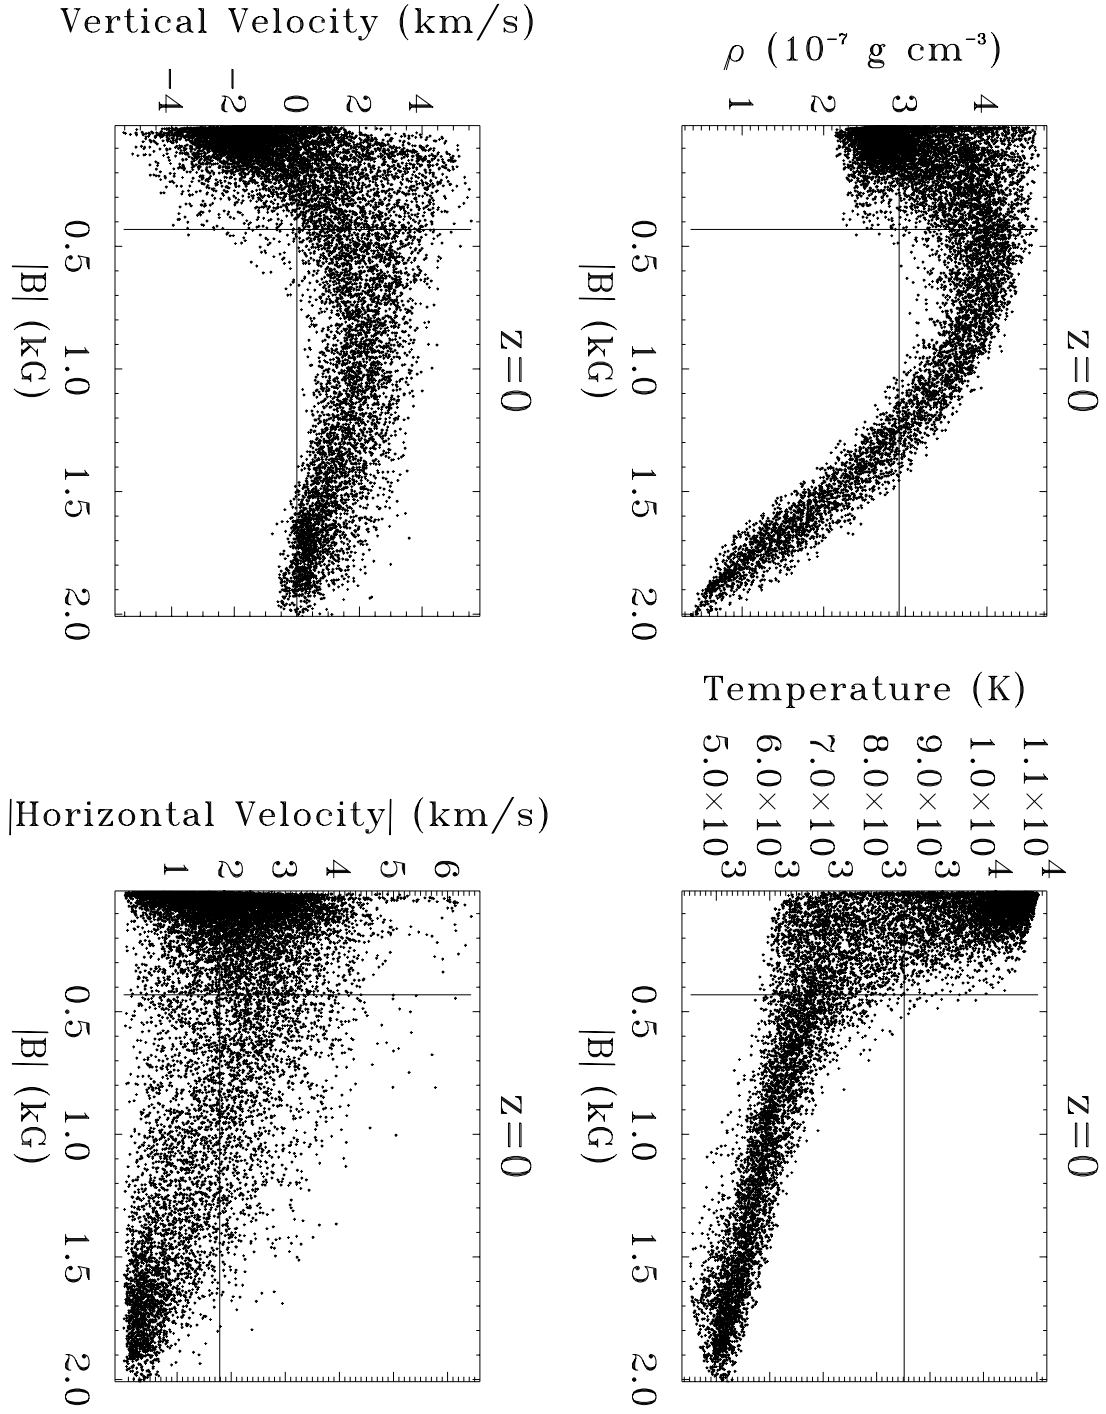 z=0
ρ (10⁻⁷ g cm⁻³)
4
3
2
1
0.5 1.0 1.5 2.0
|B| (kG)
z=0
Temperature (K)
1.1×10⁴
1.0×10⁴
9.0×10³
8.0×10³
7.0×10³
6.0×10³
5.0×10³
0.5 1.0 1.5 2.0
|B| (kG)
z=0
Vertical Velocity (km/s)
4
2
0
−2
−4
0.5 1.0 1.5 2.0
|B| (kG)
z=0
|Horizontal Velocity| (km/s)
6
5
4
3
2
1
0.5 1.0 1.5 2.0
|B| (kG)